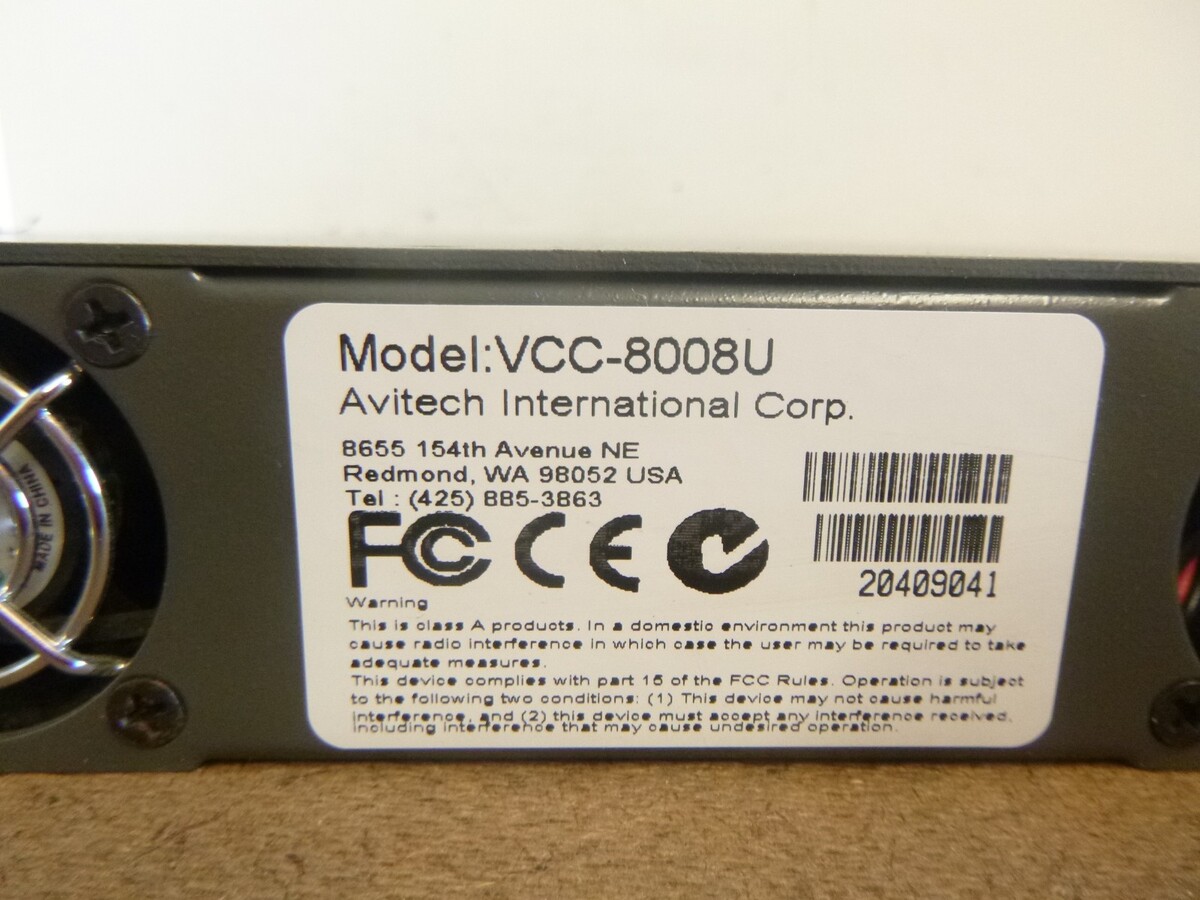 Model:VCC-8008U
Avitech International Corp.
8655 154th Avenue NE
Redmond, WA 98052 USA
Tel : (425) 885-3863
FCC CE
20409041
Warning
This is class A products. In a domestic environment this product may
cause radio interference in which case the user may be required to take
adequate measures.
This device complies with part 15 of the FCC Rules. Operation is subject
to the following two conditions: (1) This device may not cause harmful
interference, and (2) this device must accept any interference received,
including interference that may cause undesired operation.
MADE IN CHINA